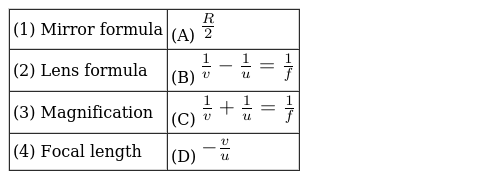 (1) Mirror formula (A) R/2
(2) Lens formula (B) 1/v − 1/u = 1/f
(3) Magnification (C) 1/v + 1/u = 1/f
(4) Focal length (D) −v/u